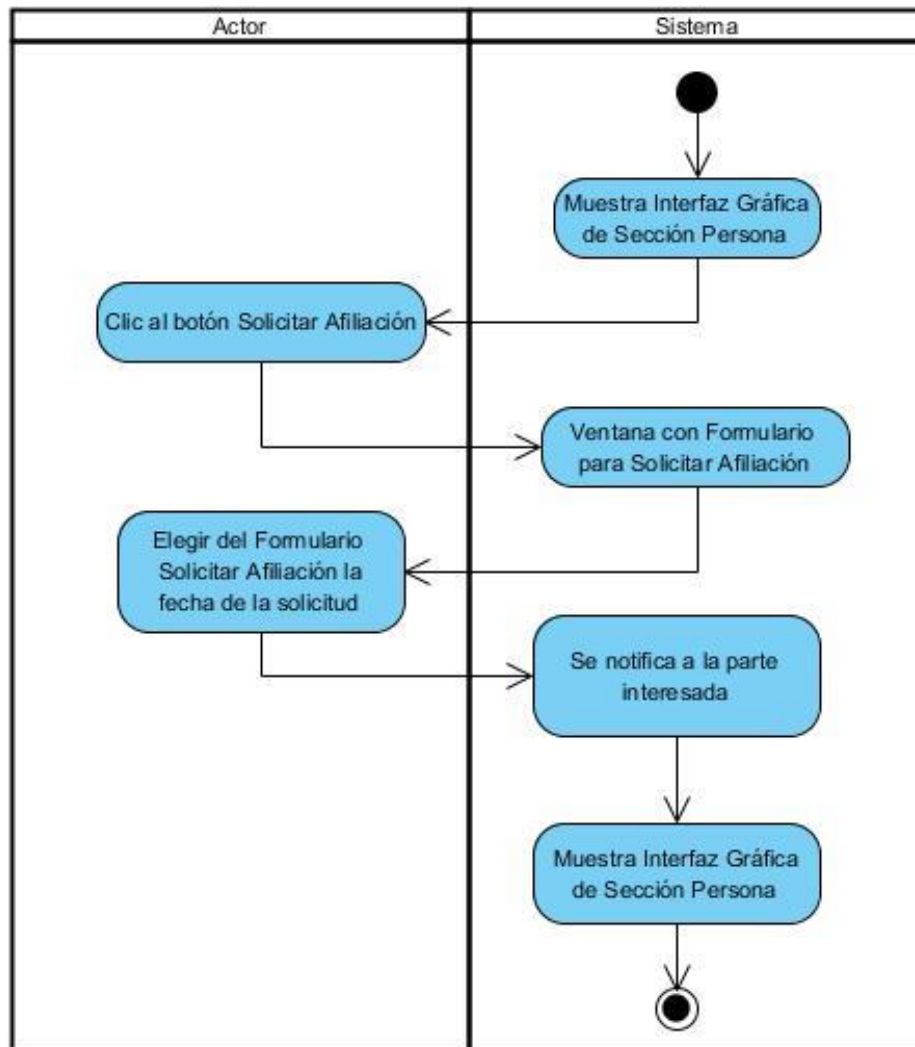 Actor
Sistema
Muestra Interfaz Gráfica
de Sección Persona
Clic al botón Solicitar Afiliación
Ventana con Formulario
para Solicitar Afiliación
Elegir del Formulario
Solicitar Afiliación la
fecha de la solicitud
Se notifica a la parte
interesada
Muestra Interfaz Gráfica
de Sección Persona